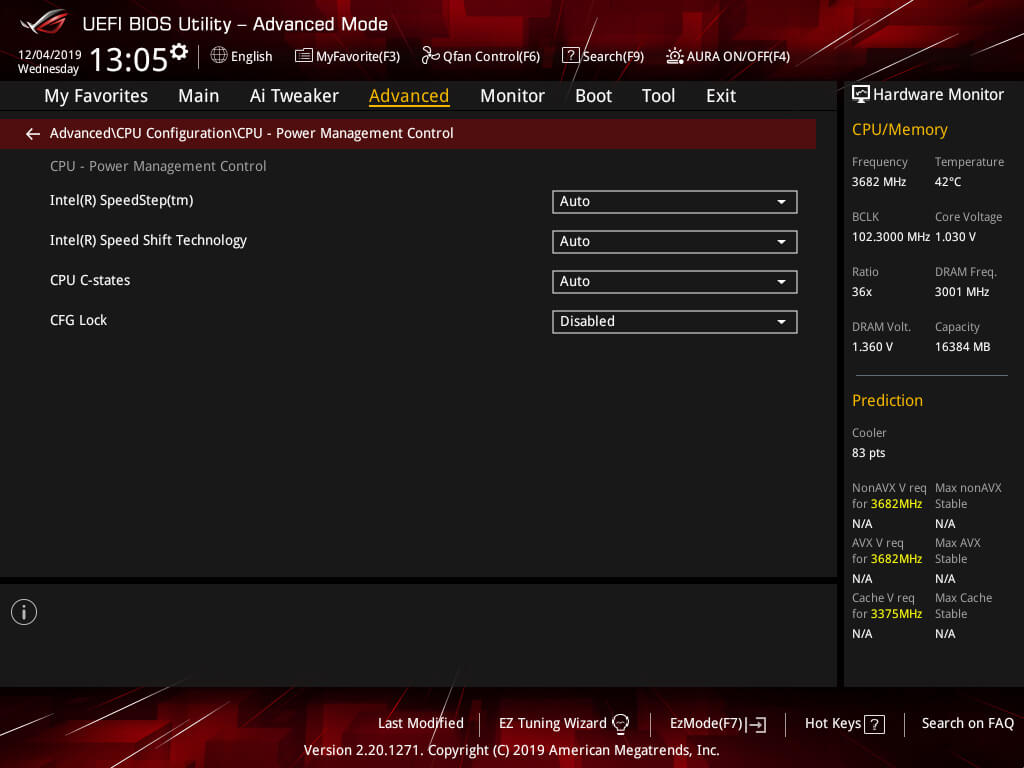 UEFI BIOS Utility – Advanced Mode
12/04/2019
Wednesday
13:05
English
MyFavorite(F3)
Qfan Control(F6)
? Search(F9)
AURA ON/OFF(F4)
My Favorites Main Ai Tweaker Advanced Monitor Boot Tool Exit
Advanced\CPU Configuration\CPU - Power Management Control
CPU - Power Management Control
Intel(R) SpeedStep(tm) Auto
Intel(R) Speed Shift Technology Auto
CPU C-states Auto
CFG Lock Disabled
i
Hardware Monitor
CPU/Memory
Frequency Temperature
3682 MHz 42°C
BCLK Core Voltage
102.3000 MHz 1.030 V
Ratio DRAM Freq.
36x 3001 MHz
DRAM Volt. Capacity
1.360 V 16384 MB
Prediction
Cooler
83 pts
NonAVX V req Max nonAVX
for 3682MHz Stable
N/A N/A
AVX V req Max AVX
for 3682MHz Stable
N/A N/A
Cache V req Max Cache
for 3375MHz Stable
N/A N/A
Last Modified
EZ Tuning Wizard
EzMode(F7)
Hot Keys ?
Search on FAQ
Version 2.20.1271. Copyright (C) 2019 American Megatrends, Inc.